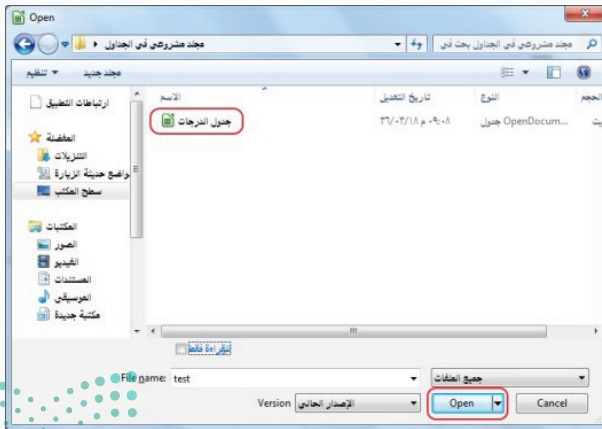 Open
مجلد مشروعي في الجداول
بحث في مجلد مشروعي في الجداول
تنظيم
مجلد جديد
الاسم
تاريخ التعديل
النوع
الحجم
جدول الدرجات
٣٦/٠٢/١٨ ٠٩:٠٨ م
جدول OpenDocum...
ارتباطات التطبيق
المفضلة
التنزيلات
واضع حديثة الزيارة
سطح المكتب
المكتبات
الصور
الفيديو
المستندات
الموسيقى
مكتبة جديدة
للقراءة فقط
File name: test
جميع الملفات
Version الإصدار الحالي
Open
Cancel